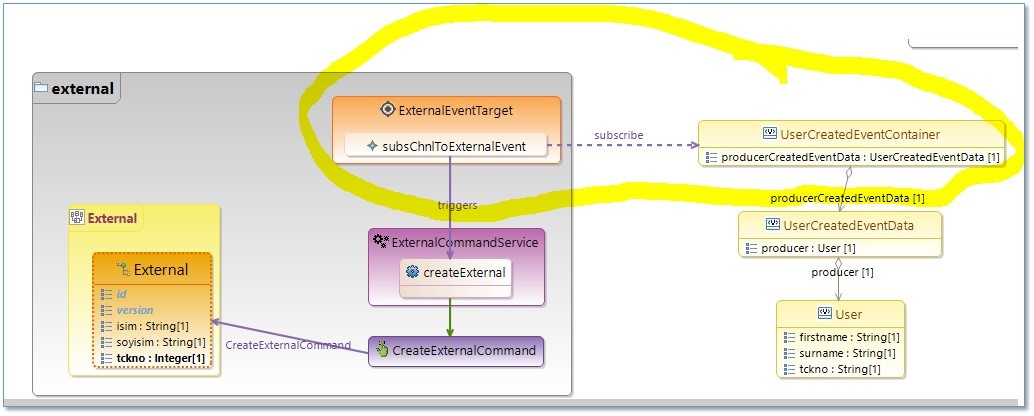 external
ExternalEventTarget
subsChnlToExternalEvent
subscribe
UserCreatedEventContainer
producerCreatedEventData : UserCreatedEventData [1]
triggers
producerCreatedEventData [1]
External
ExternalCommandService
createExternal
UserCreatedEventData
producer : User [1]
producer [1]
External
id
version
isim : String[1]
soyisim : String[1]
tckno : Integer[1]
CreateExternalCommand
CreateExternalCommand
User
firstname : String[1]
surname : String[1]
tckno : String[1]